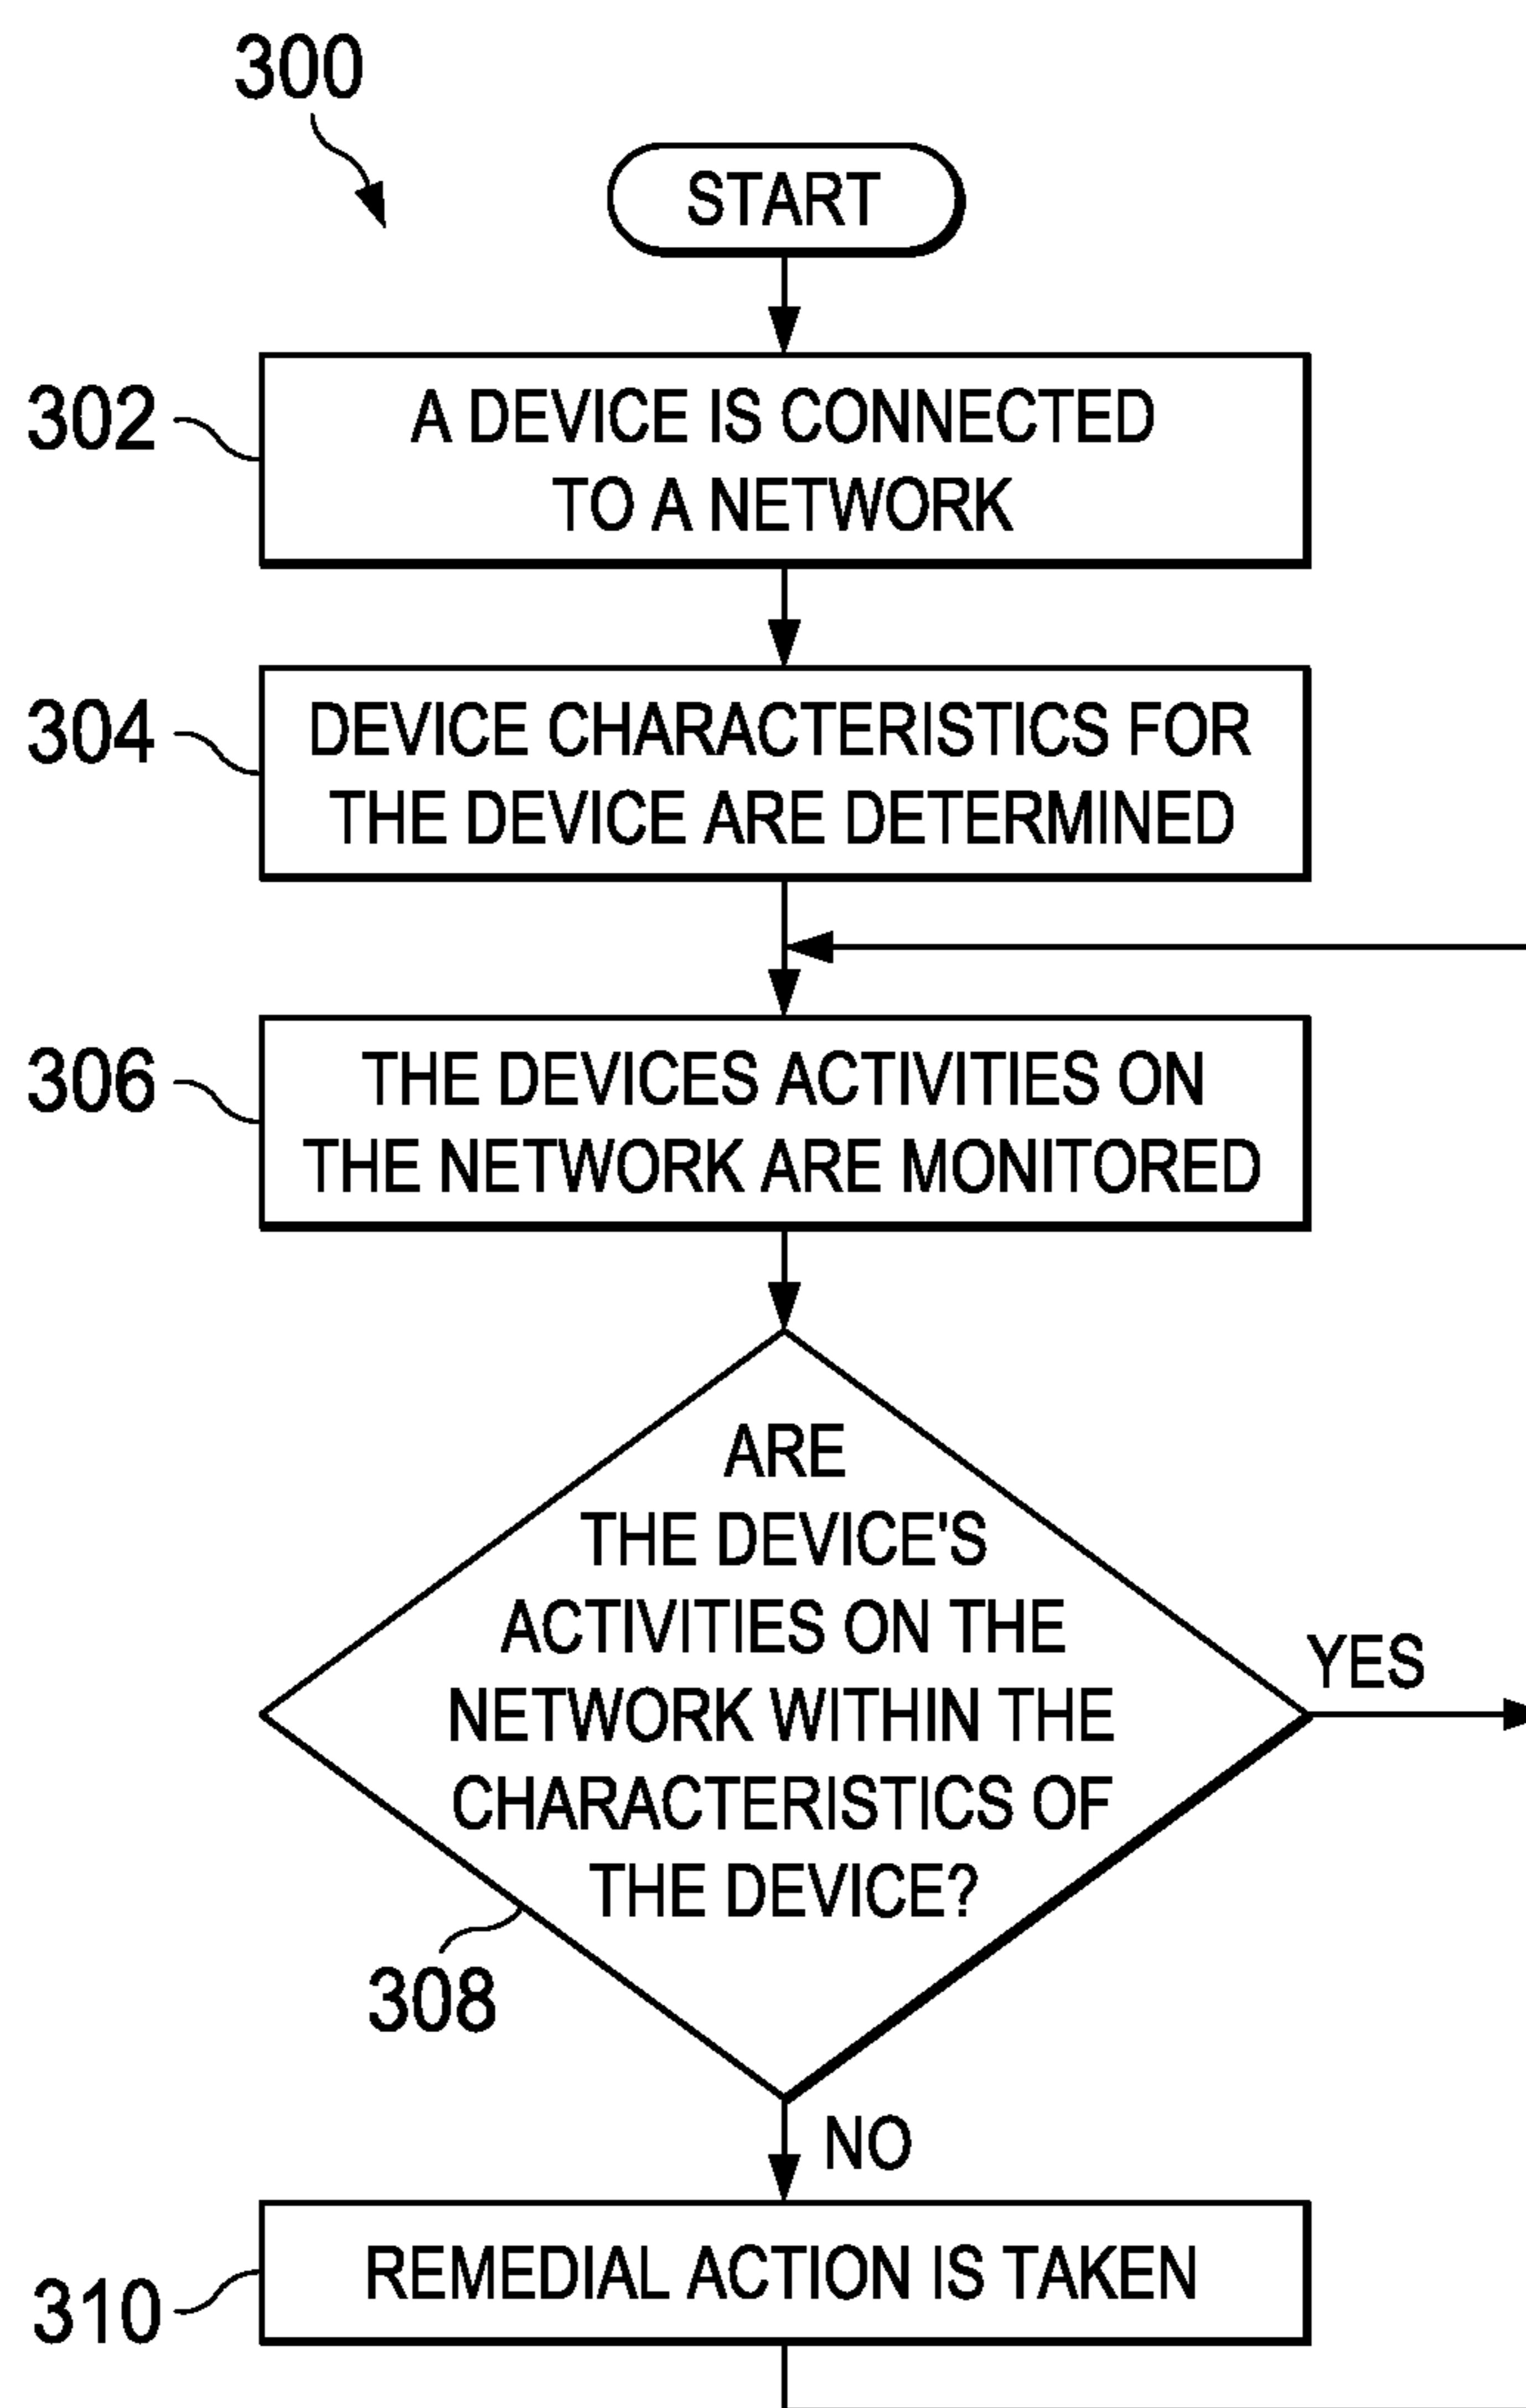 300
START
302
A DEVICE IS CONNECTED
TO A NETWORK
304
DEVICE CHARACTERISTICS FOR
THE DEVICE ARE DETERMINED
306
THE DEVICES ACTIVITIES ON
THE NETWORK ARE MONITORED
ARE
THE DEVICE'S
ACTIVITIES ON THE
NETWORK WITHIN THE
CHARACTERISTICS OF
THE DEVICE?
YES
308
NO
310
REMEDIAL ACTION IS TAKEN